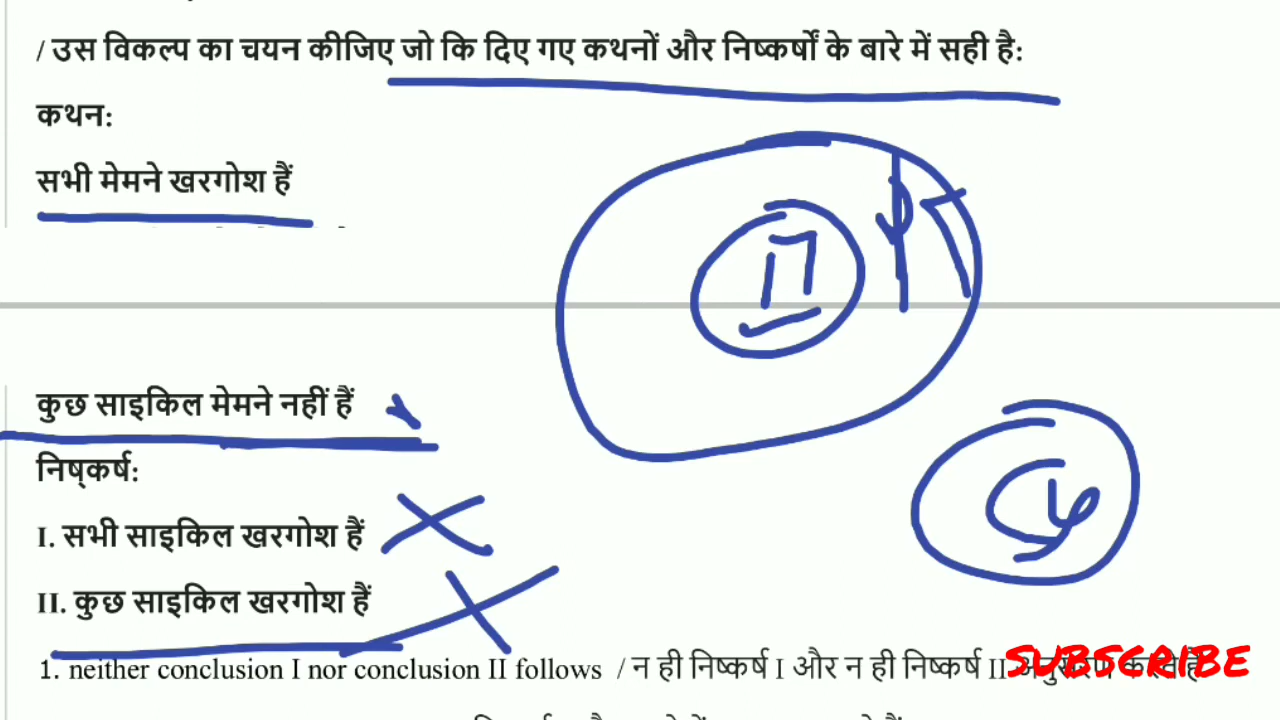 / उस विकल्प का चयन कीजिए जो कि दिए गए कथनों और निष्कर्षों के बारे में सही है:
कथन:
सभी मेमने खरगोश हैं
कुछ साइकिल मेमने नहीं हैं
निष्कर्ष:
I. सभी साइकिल खरगोश हैं
II. कुछ साइकिल खरगोश हैं
1. neither conclusion I nor conclusion II follows / न ही निष्कर्ष I और न ही निष्कर्ष II
SUBSCRIBE